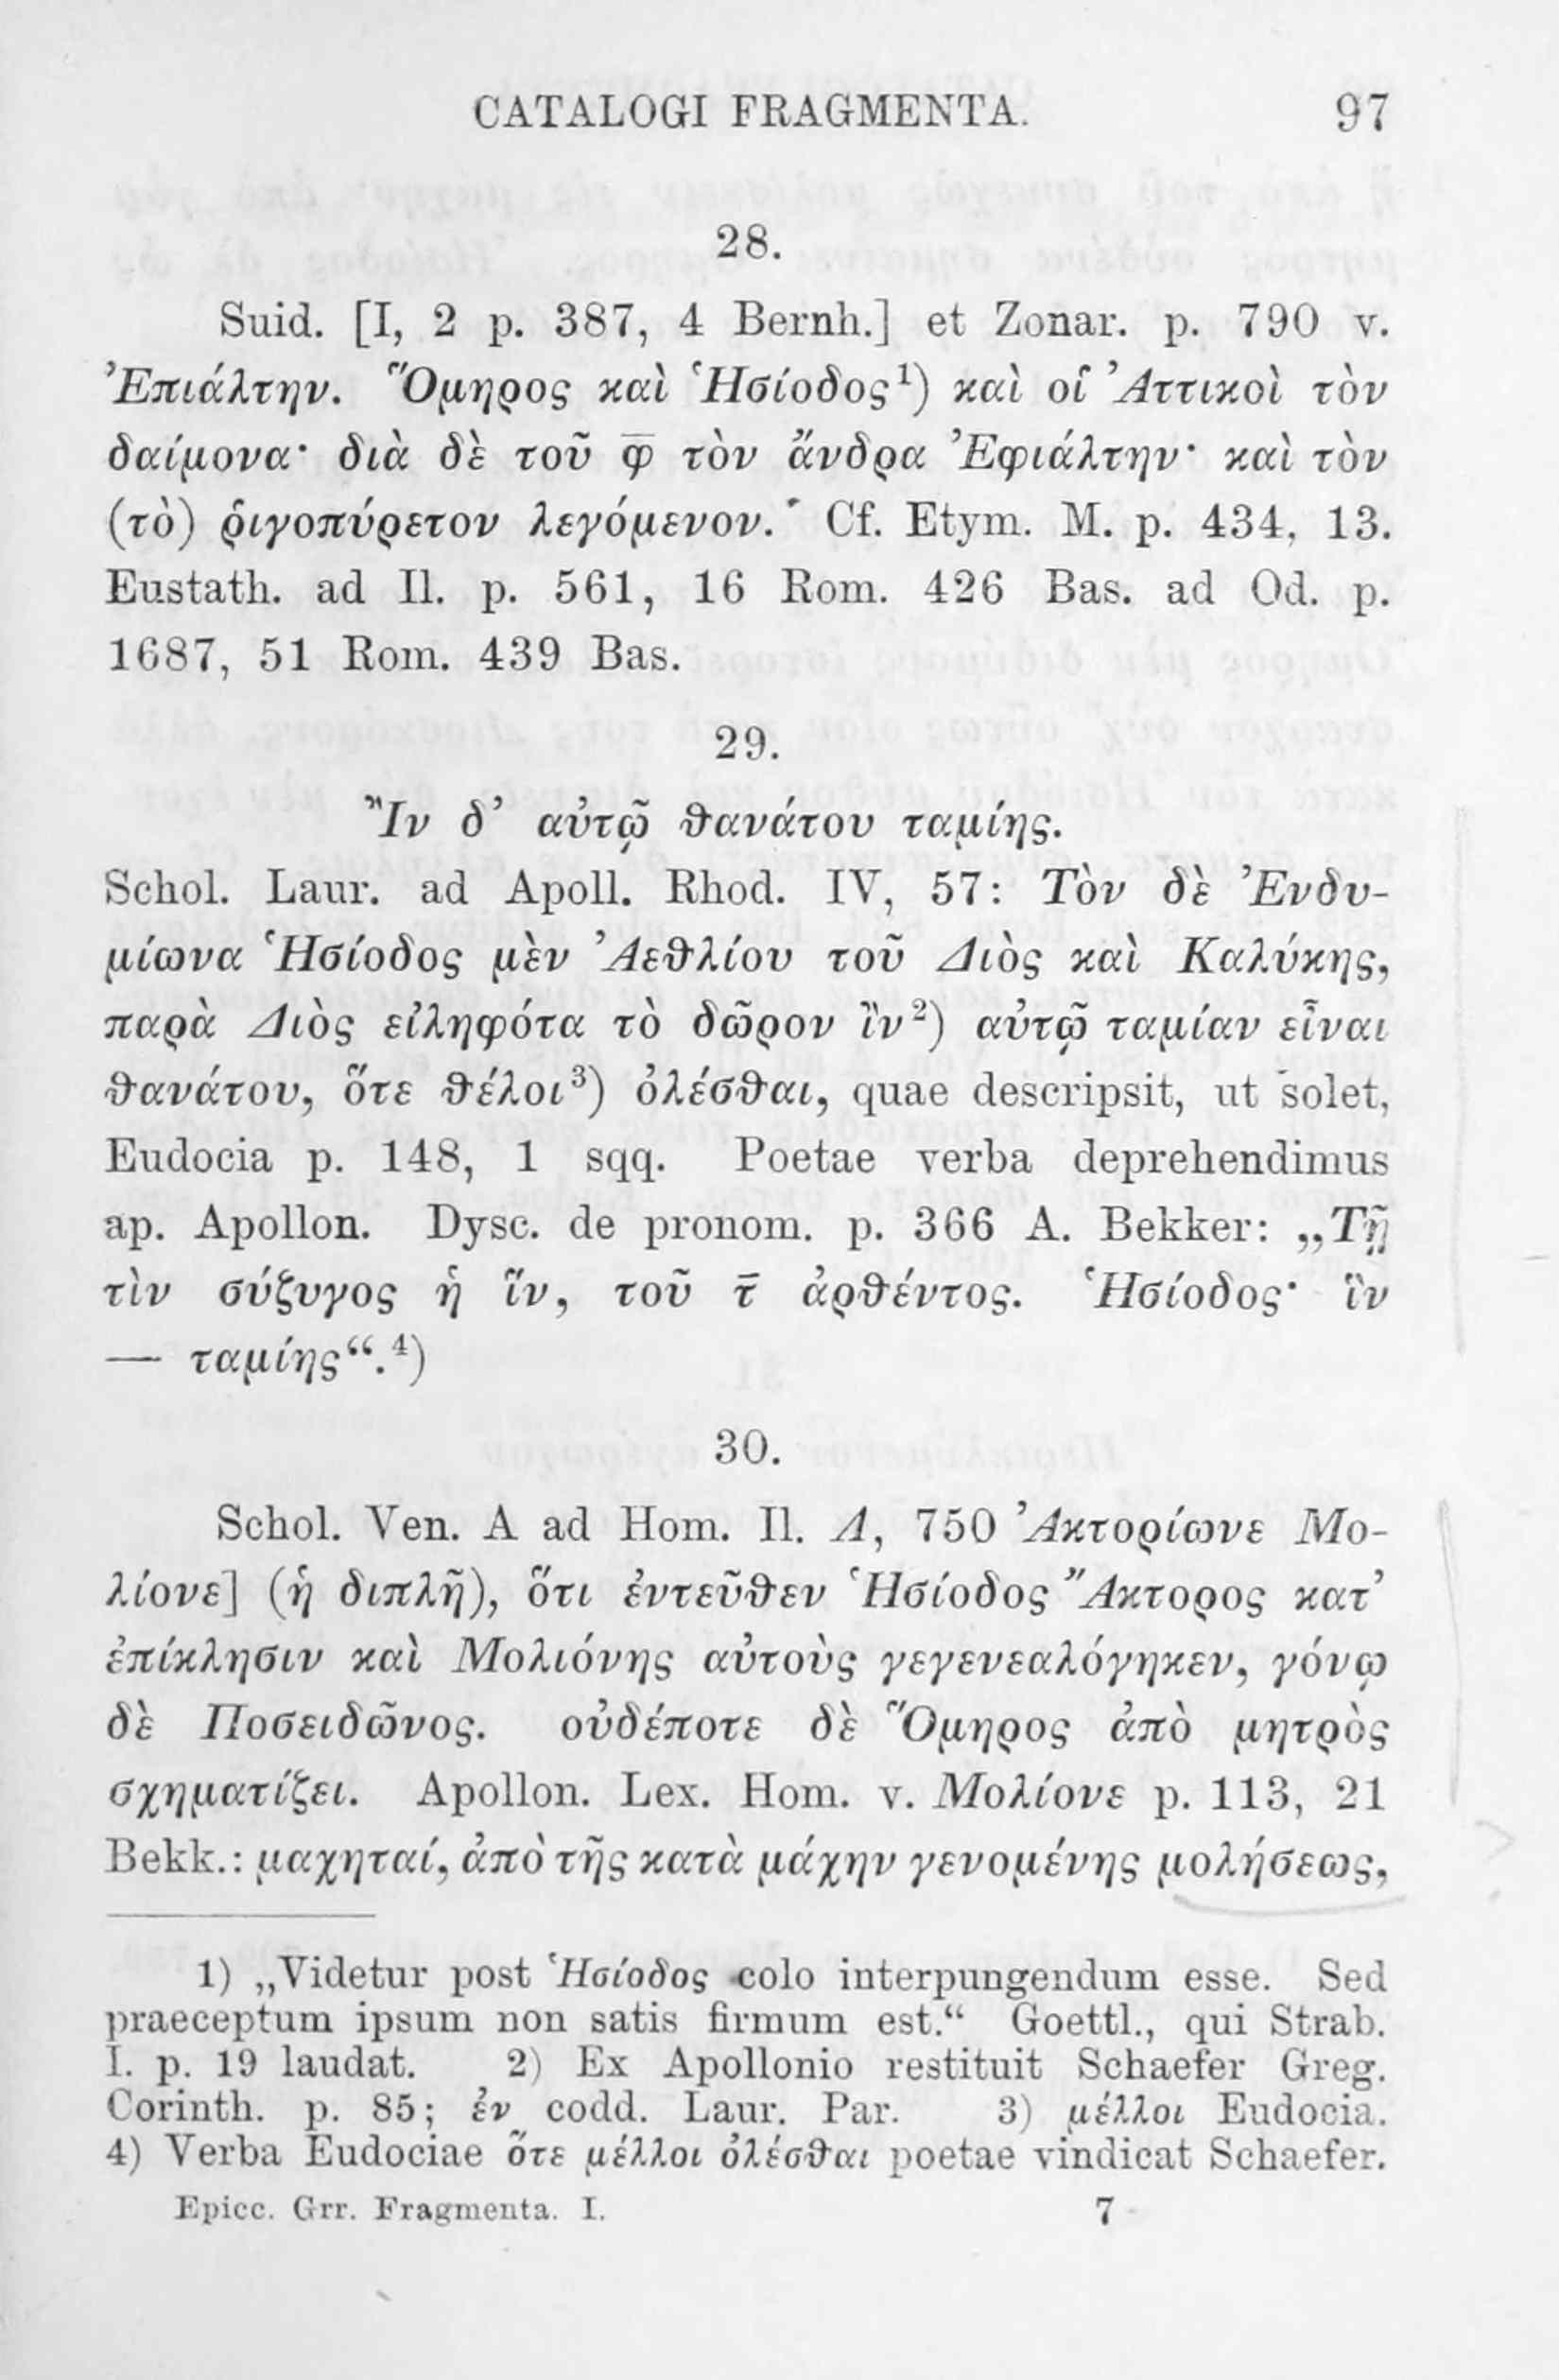 CATALOGI FRAGMENTA. 97
28.
Suid. [I, 2 p. 387, 4 Bernh.] et Zonar. p. 790 v.
Ἐπιάλτην. Ὅμηρος καὶ Ἡσίοδος¹) καὶ οἱ Ἀττικοὶ τὸν
δαίμονα· διὰ δὲ τοῦ φ̅ τὸν ἄνδρα Ἐφιάλτην· καὶ τὸν
(τὸ) ῥιγοπύρετον λεγόμενον. Cf. Etym. M. p. 434, 13.
Eustath. ad Il. p. 561, 16 Rom. 426 Bas. ad Od. p.
1687, 51 Rom. 439 Bas.
29.
Ἲν δ’ αὐτῷ θανάτου ταμίης.
Schol. Laur. ad Apoll. Rhod. IV, 57: Τὸν δὲ Ἐνδυ-
μίωνα Ἡσίοδος μὲν Ἀεθλίου τοῦ Διὸς καὶ Καλύκης,
παρὰ Διὸς εἰληφότα τὸ δῶρον ἲν²) αὐτῷ ταμίαν εἶναι
θανάτου, ὅτε θέλοι³) ὀλέσθαι, quae descripsit, ut solet,
Eudocia p. 148, 1 sqq. Poetae verba deprehendimus
ap. Apollon. Dysc. de pronom. p. 366 A. Bekker: „Τῇ
τὶν σύζυγος ἡ ἵν, τοῦ τ̅ ἀρθέντος. Ἡσίοδος· ἲν
— ταμίης“.⁴)
30.
Schol. Ven. A ad Hom. Il. Λ, 750 Ἀκτορίωνε Μο-
λίονε] (ἡ διπλῆ), ὅτι ἐντεῦθεν Ἡσίοδος Ἄκτορος κατ’
ἐπίκλησιν καὶ Μολιόνης αὐτοὺς γεγενεαλόγηκεν, γόνῳ
δὲ Ποσειδῶνος. οὐδέποτε δὲ Ὅμηρος ἀπὸ μητρὸς
σχηματίζει. Apollon. Lex. Hom. v. Μολίονε p. 113, 21
Bekk.: μαχηταί, ἀπὸ τῆς κατὰ μάχην γενομένης μολήσεως,
1) „Videtur post Ἡσίοδος colo interpungendum esse. Sed
praeceptum ipsum non satis firmum est.“ Goettl., qui Strab.
I. p. 19 laudat. 2) Ex Apollonio restituit Schaefer Greg.
Corinth. p. 85; ἐν codd. Laur. Par. 3) μέλλοι Eudocia.
4) Verba Eudociae ὅτε μέλλοι ὀλέσθαι poetae vindicat Schaefer.
Epicc. Grr. Fragmenta. I. 7